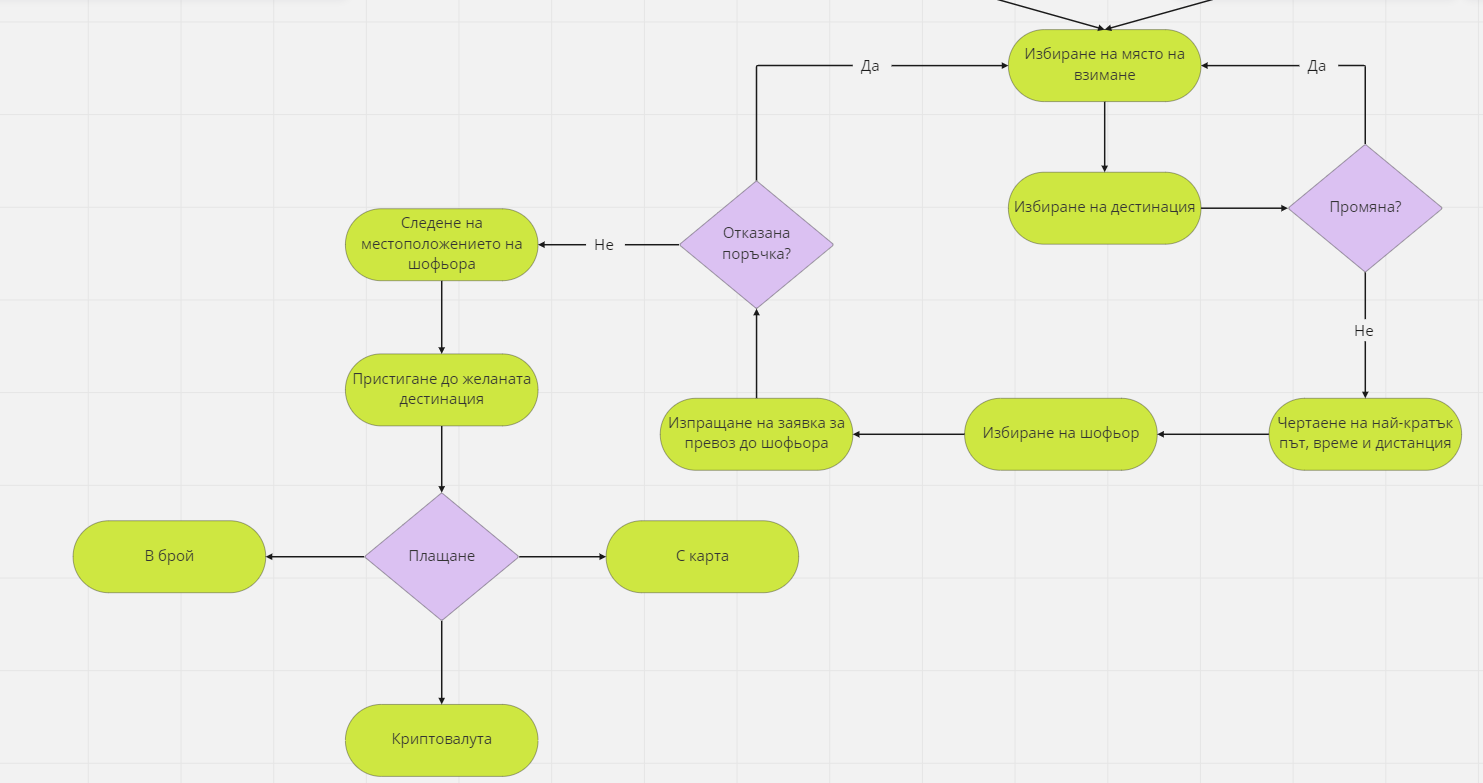 Избиране на място на
взимане
Да
Да
Избиране на дестинация
Промяна?
Отказана
поръчка?
Не
Следене на
местоположението на
шофьора
Не
Пристигане до желаната
дестинация
Изпращане на заявка за
превоз до шофьора
Избиране на шофьор
Чертаене на най-кратък
път, време и дистанция
В брой
Плащане
С карта
Криптовалута